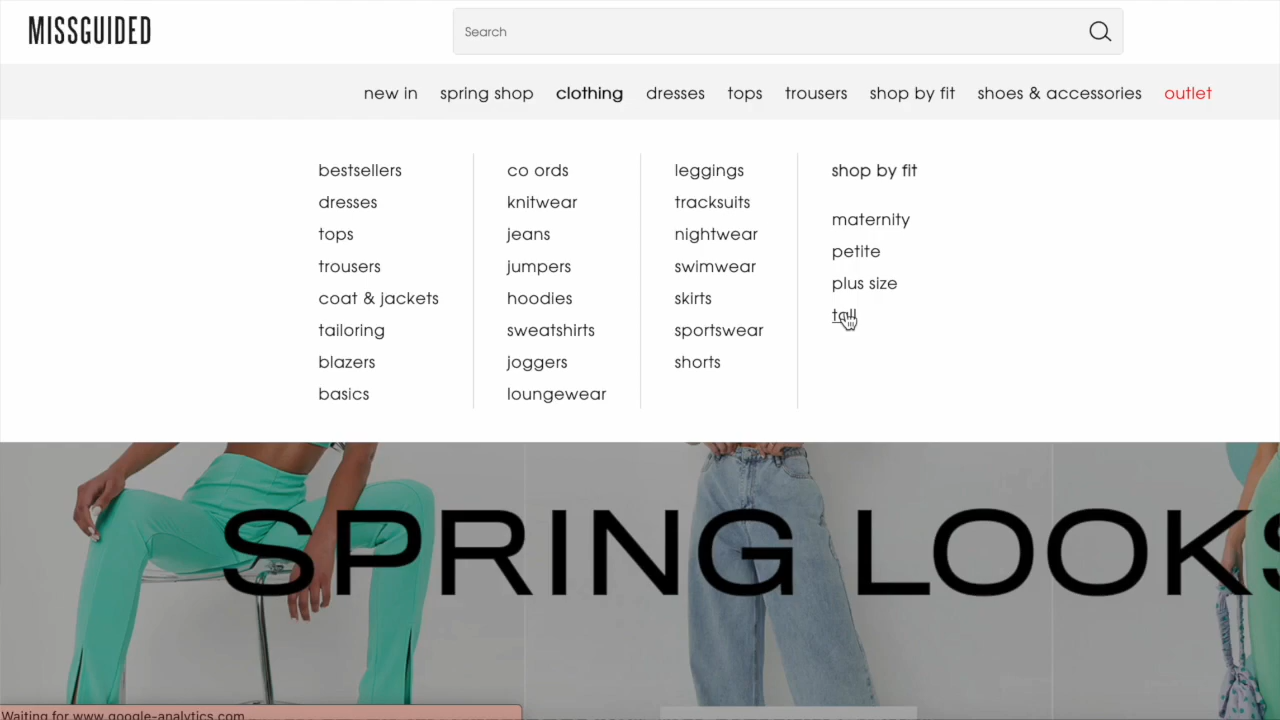 MISSGUIDED
Search
new in spring shop clothing dresses tops trousers shop by fit shoes & accessories outlet
bestsellers
dresses
tops
trousers
coat & jackets
tailoring
blazers
basics
co ords
knitwear
jeans
jumpers
hoodies
sweatshirts
joggers
loungewear
leggings
tracksuits
nightwear
swimwear
skirts
sportswear
shorts
shop by fit
maternity
petite
plus size
tall
SPRING LOOKS
Waiting for www.google-analytics.com